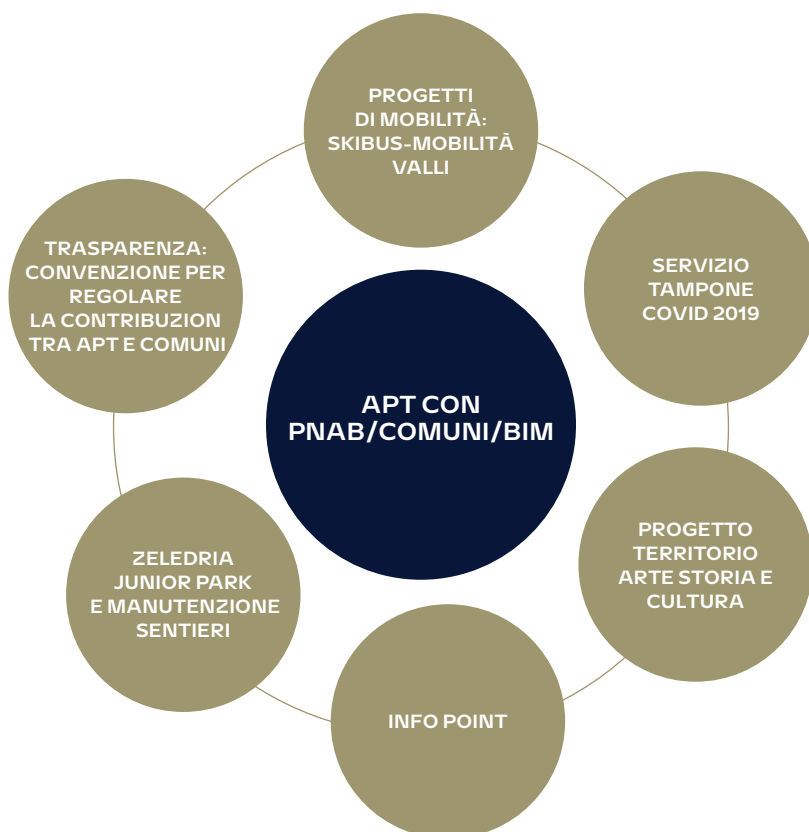 PROGETTI
DI MOBILITÀ:
SKIBUS-MOBILITÀ
VALLI
SERVIZIO
TAMPONE
COVID 2019
TRASPARENZA:
CONVENZIONE PER
REGOLARE
LA CONTRIBUZION
TRA APT E COMUNI
APT CON
PNAB/COMUNI/BIM
PROGETTO
TERRITORIO
ARTE STORIA E
CULTURA
ZELEDRIA
JUNIOR PARK
E MANUTENZIONE
SENTIERI
INFO POINT